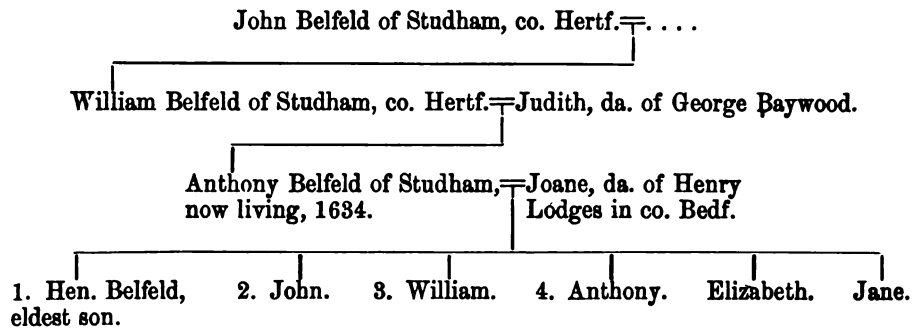 John Belfeld of Studham, co. Hertf.=. . . .
William Belfeld of Studham, co. Hertf.=Judith, da. of George Baywood.
Anthony Belfeld of Studham,=Joane, da. of Henry
now living, 1634. Lodges in co. Bedf.
1. Hen. Belfeld, 2. John. 3. William. 4. Anthony. Elizabeth. Jane.
eldest son.